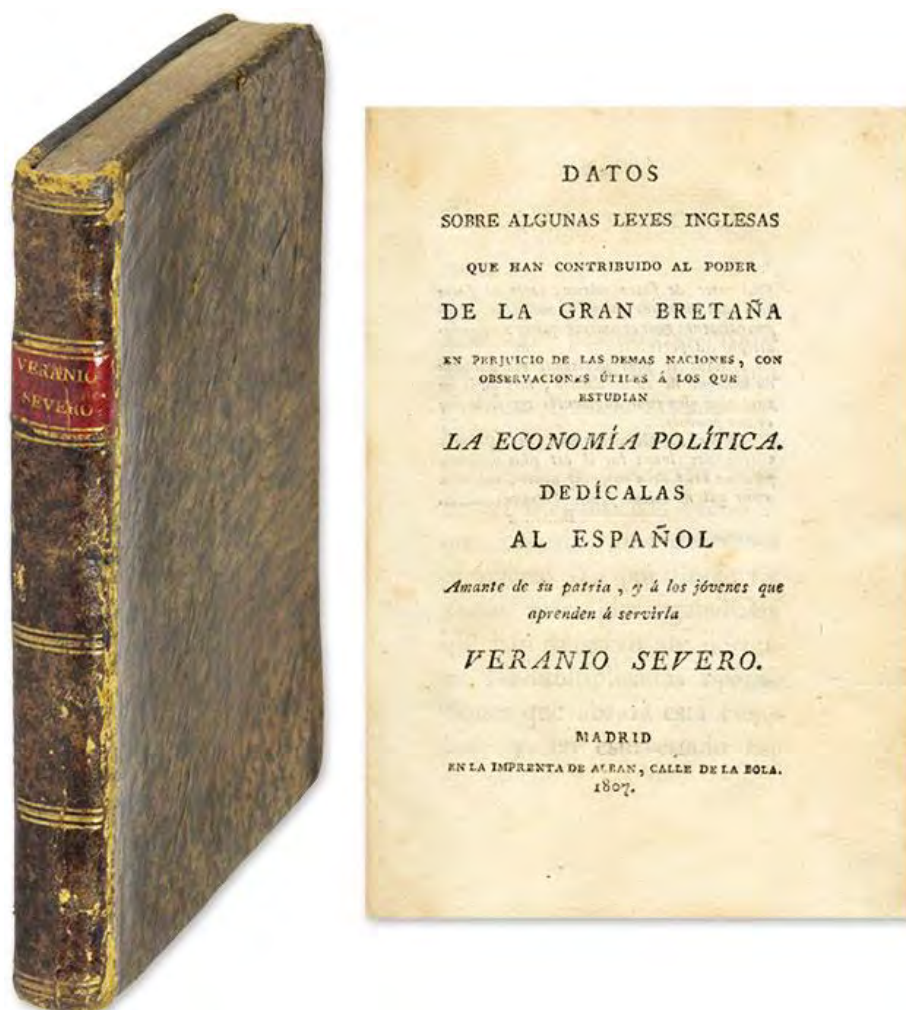 VERANIO
SEVERO
DATOS
SOBRE ALGUNAS LEYES INGLESAS
QUE HAN CONTRIBUIDO AL PODER
DE LA GRAN BRETAÑA
EN PERJUICIO DE LAS DEMAS NACIONES, CON
OBSERVACIONES ÚTILES Á LOS QUE
ESTUDIAN
LA ECONOMÍA POLÍTICA.
DEDÍCALAS
AL ESPAÑOL
Amante de su patria, y á los jóvenes que
aprenden á servirla
VERANIO SEVERO.
MADRID
EN LA IMPRENTA DE ALBAN, CALLE DE LA BOLA.
1807.